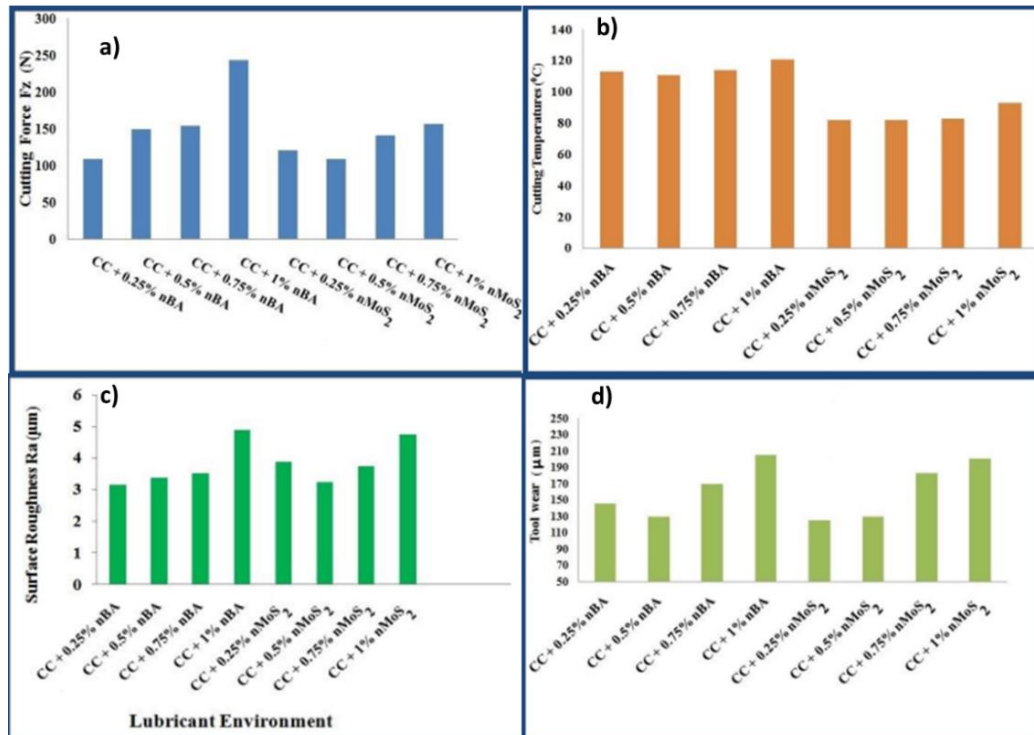 a)
Cutting Force Fz (N)
300
250
200
150
100
50
0
CC + 0.25% nBA
CC + 0.5% nBA
CC + 0.75% nBA
CC + 1% nBA
CC + 0.25% nMoS2
CC + 0.5% nMoS2
CC + 0.75% nMoS2
CC + 1% nMoS2
b)
Cutting Temperatures (°C)
140
120
100
80
60
40
20
0
CC + 0.25% nBA
CC + 0.5% nBA
CC + 0.75% nBA
CC + 1% nBA
CC + 0.25% nMoS2
CC + 0.5% nMoS2
CC + 0.75% nMoS2
CC + 1% nMoS2
c)
Surface Roughness Ra (μm)
6
5
4
3
2
1
0
CC + 0.25% nBA
CC + 0.5% nBA
CC + 0.75% nBA
CC + 1% nBA
CC + 0.25% nMoS2
CC + 0.5% nMoS2
CC + 0.75% nMoS2
CC + 1% nMoS2
Lubricant Environment
d)
Tool wear (μm)
250
230
210
190
170
150
130
110
90
70
50
CC + 0.25% nBA
CC + 0.5% nBA
CC + 0.75% nBA
CC + 1% nBA
CC + 0.25% nMoS2
CC + 0.5% nMoS2
CC + 0.75% nMoS2
CC + 1% nMoS2